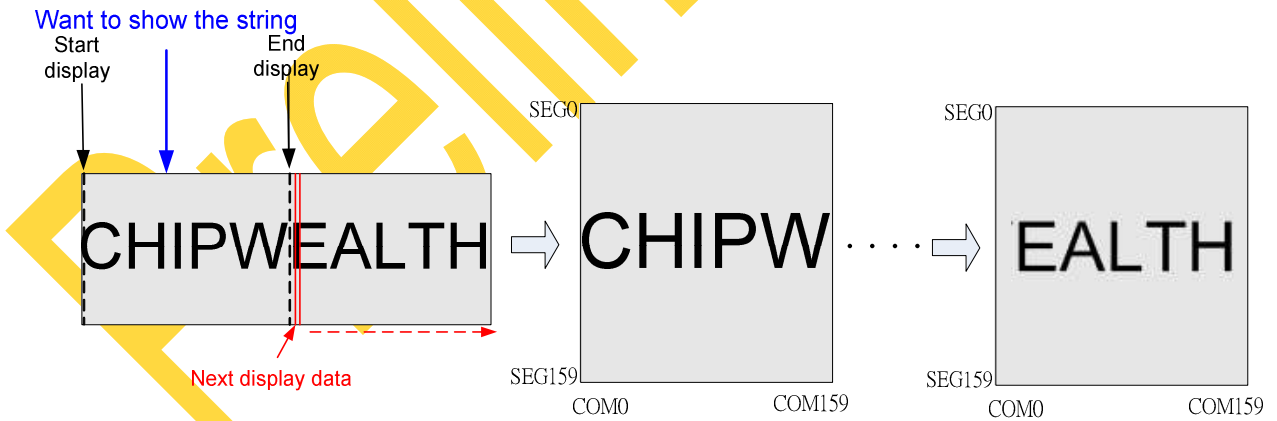 Want to show the string
Start
display
End
display
CHIPWEALTH
Next display data
SEG0
CHIPW
SEG159
COM0
COM159
. . . .
SEG0
EALTH
SEG159
COM0
COM159